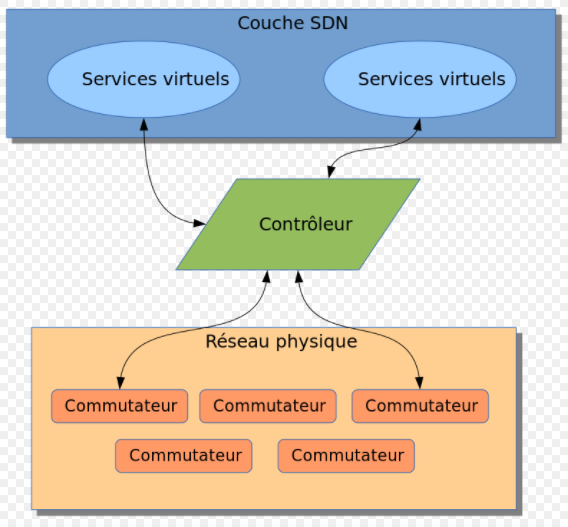 Couche SDN
Services virtuels
Services virtuels
Contrôleur
Réseau physique
Commutateur
Commutateur
Commutateur
Commutateur
Commutateur